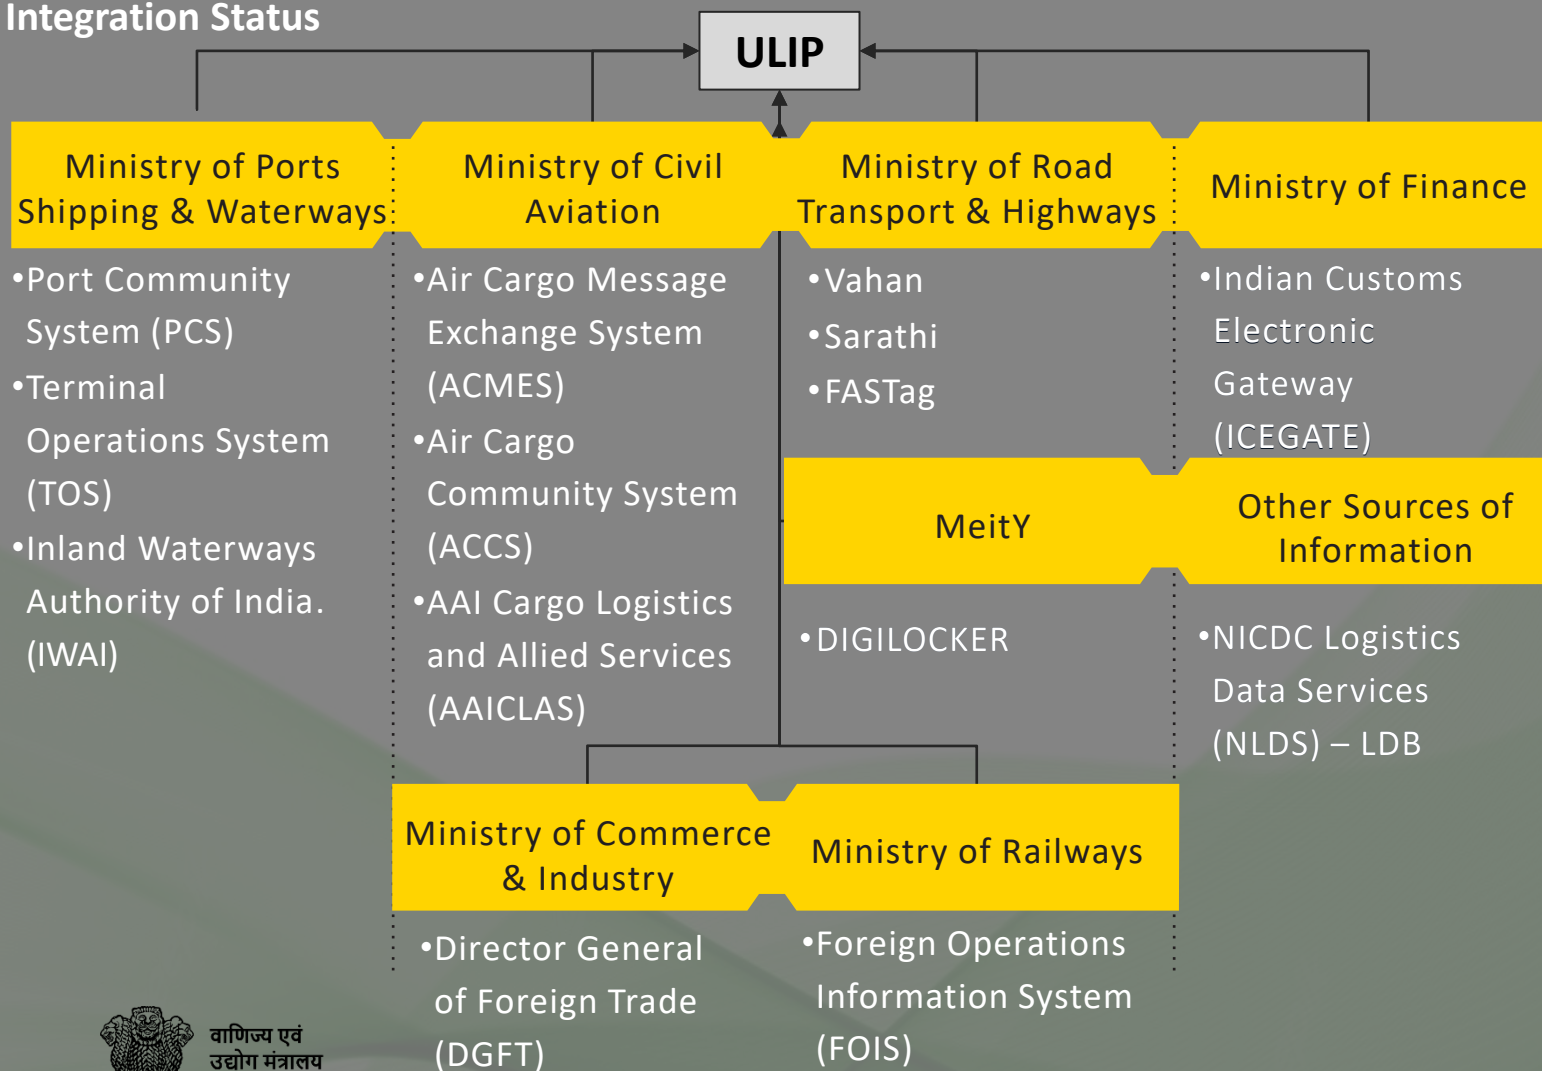 Integration Status
ULIP
Ministry of Ports
Shipping & Waterways
•Port Community
System (PCS)
•Terminal
Operations System
(TOS)
•Inland Waterways
Authority of India.
(IWAI)
Ministry of Civil
Aviation
•Air Cargo Message
Exchange System
(ACMES)
•Air Cargo
Community System
(ACCS)
•AAI Cargo Logistics
and Allied Services
(AAICLAS)
Ministry of Road
Transport & Highways
•Vahan
•Sarathi
•FASTag
Ministry of Finance
•Indian Customs
Electronic
Gateway
(ICEGATE)
MeitY
•DIGILOCKER
Other Sources of
Information
•NICDC Logistics
Data Services
(NLDS) – LDB
Ministry of Commerce
& Industry
•Director General
of Foreign Trade
(DGFT)
Ministry of Railways
•Foreign Operations
Information System
(FOIS)
वाणिज्य एवं
उद्योग मंत्रालय